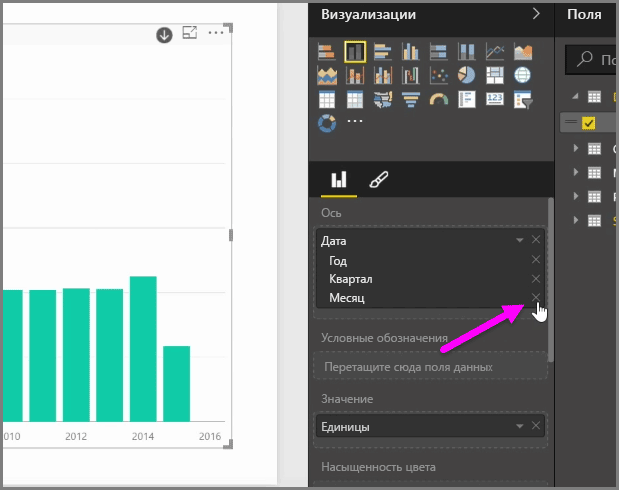 Визуализации
Поля
По
123
Ось
Дата
Год
Квартал
Месяц
Условные обозначения
Перетащите сюда поля данных
Значение
Единицы
Насыщенность цвета
2010 2012 2014 2016